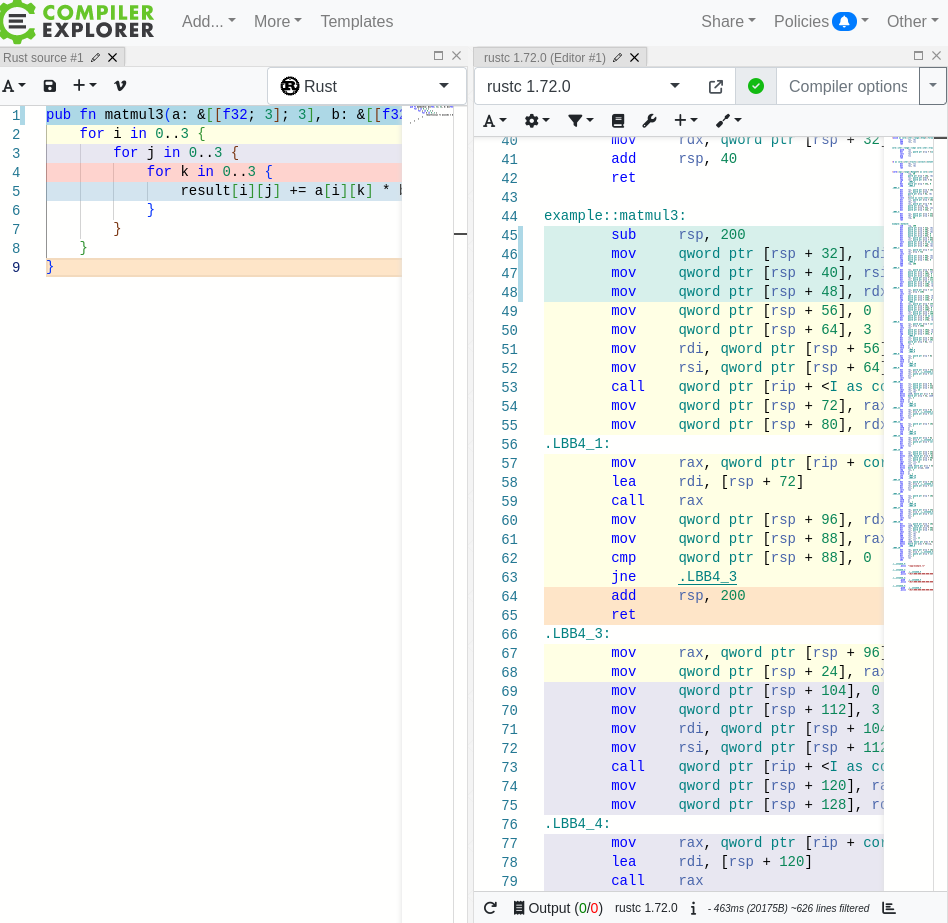 COMPILER
EXPLORER
Add...
More
Templates
Share
Policies
Other
Rust source #1
A
Rust
1 pub fn matmul3(a: &[[f32; 3]; 3], b: &[[f32
2 for i in 0..3 {
3 for j in 0..3 {
4 for k in 0..3 {
5 result[i][j] += a[i][k] *
6 }
7 }
8 }
9 }
rustc 1.72.0 (Editor #1)
rustc 1.72.0
Compiler options
A
40 mov rdx, qword ptr [rsp + 32]
41 add rsp, 40
42 ret
43
44 example::matmul3:
45 sub rsp, 200
46 mov qword ptr [rsp + 32], rdi
47 mov qword ptr [rsp + 40], rsi
48 mov qword ptr [rsp + 48], rdx
49 mov qword ptr [rsp + 56], 0
50 mov qword ptr [rsp + 64], 3
51 mov rdi, qword ptr [rsp + 56]
52 mov rsi, qword ptr [rsp + 64]
53 call qword ptr [rip + <I as co
54 mov qword ptr [rsp + 72], rax
55 mov qword ptr [rsp + 80], rdx
56 .LBB4_1:
57 mov rax, qword ptr [rip + cor
58 lea rdi, [rsp + 72]
59 call rax
60 mov qword ptr [rsp + 96], rdx
61 mov qword ptr [rsp + 88], rax
62 cmp qword ptr [rsp + 88], 0
63 jne .LBB4_3
64 add rsp, 200
65 ret
66 .LBB4_3:
67 mov rax, qword ptr [rsp + 96]
68 mov qword ptr [rsp + 24], rax
69 mov qword ptr [rsp + 104], 0
70 mov qword ptr [rsp + 112], 3
71 mov rdi, qword ptr [rsp + 104
72 mov rsi, qword ptr [rsp + 112
73 call qword ptr [rip + <I as co
74 mov qword ptr [rsp + 120], ra
75 mov qword ptr [rsp + 128], rd
76 .LBB4_4:
77 mov rax, qword ptr [rip + cor
78 lea rdi, [rsp + 120]
79 call rax
Output (0/0) rustc 1.72.0 i - 463ms (20175B) ~626 lines filtered